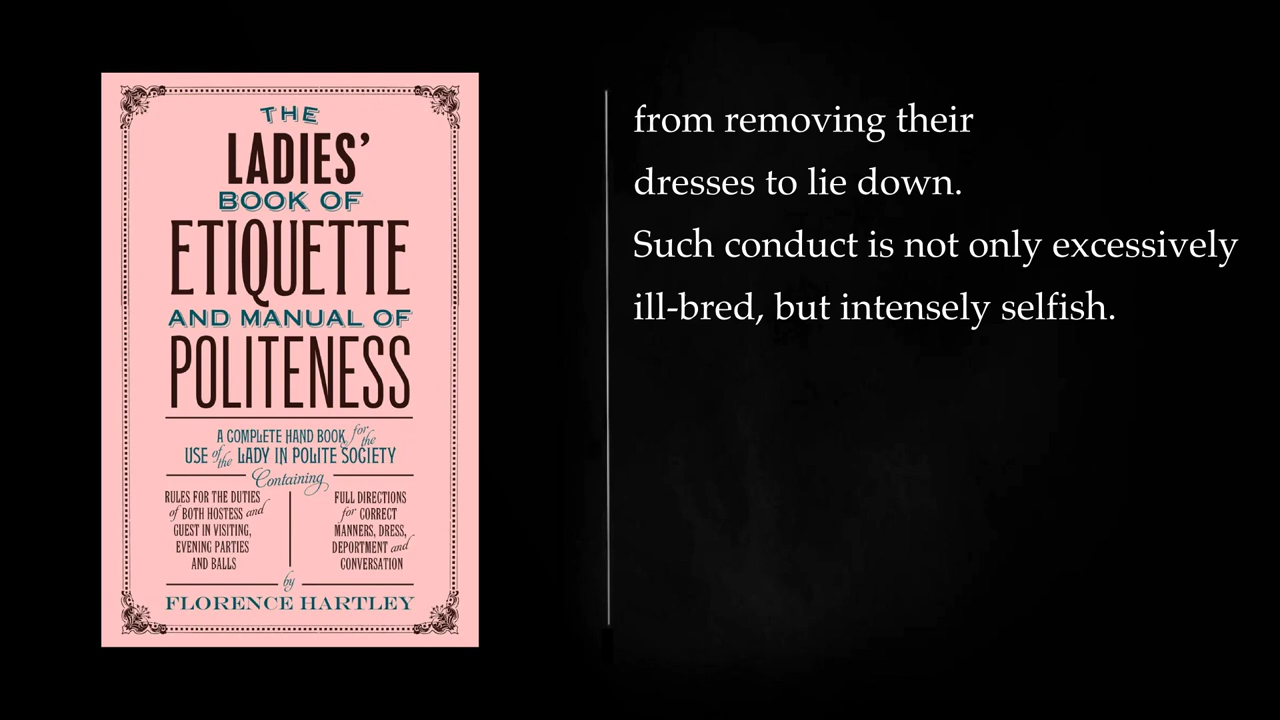 THE
LADIES'
BOOK OF
ETIQUETTE
AND MANUAL OF
POLITENESS
A COMPLETE HAND BOOK for the
USE of the LADY IN POLITE SOCIETY
Containing
RULES FOR THE DUTIES
of BOTH HOSTESS and
GUEST IN VISITING,
EVENING PARTIES
AND BALLS
FULL DIRECTIONS
for CORRECT
MANNERS, DRESS,
DEPORTMENT and
CONVERSATION
by
FLORENCE HARTLEY
from removing their
dresses to lie down.
Such conduct is not only excessively
ill-bred, but intensely selfish.